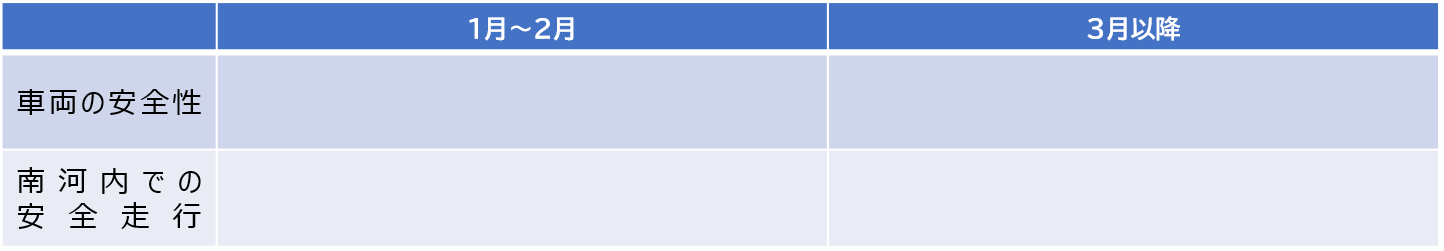 1月～2月
3月以降
車両の安全性
南河内での
安全走行